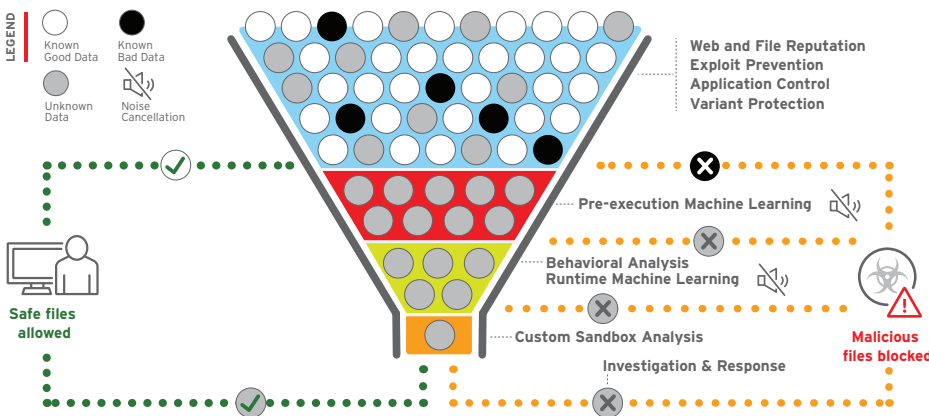 LEGEND
Known
Good Data
Known
Bad Data
Unknown
Data
Noise
Cancellation
Web and File Reputation
Exploit Prevention
Application Control
Variant Protection
Pre-execution Machine Learning
Behavioral Analysis
Runtime Machine Learning
Safe files
allowed
Custom Sandbox Analysis
Malicious
files blocked
Investigation & Response